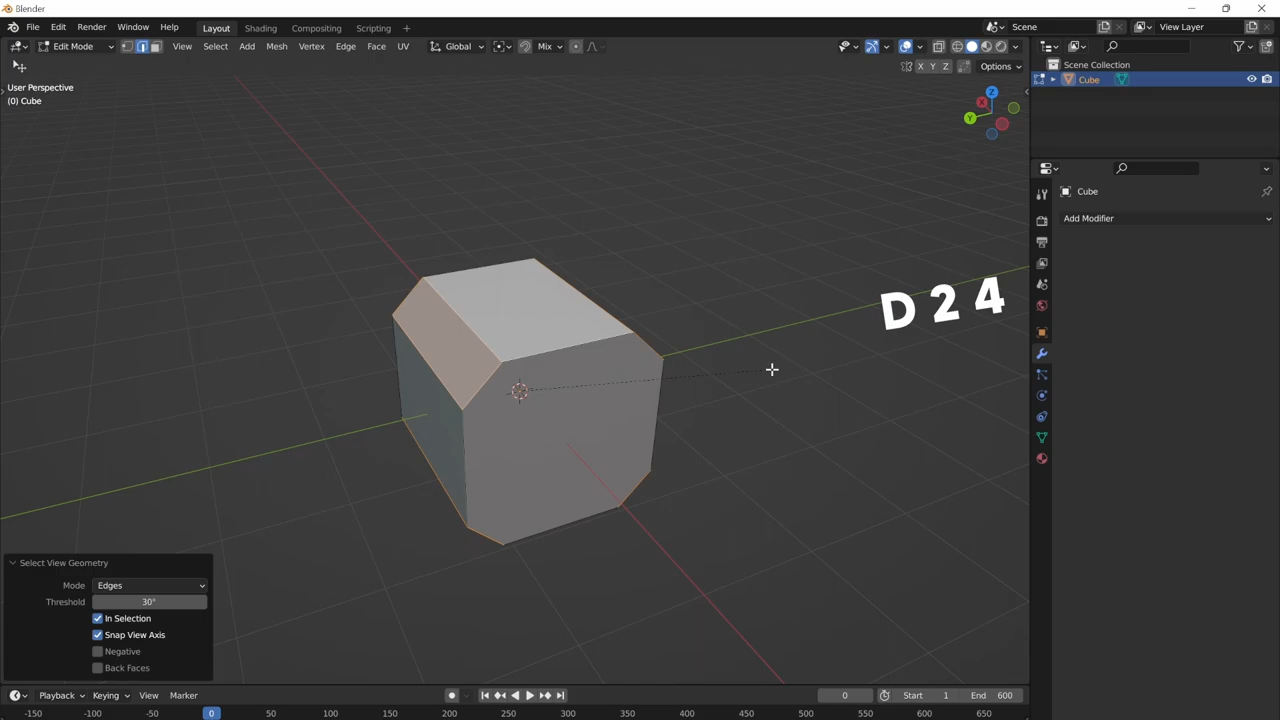 Blender
File Edit Render Window Help Layout Shading Compositing Scripting + Scene View Layer
Edit Mode View Select Add Mesh Vertex Edge Face UV Global Mix
X Y Z Options
Scene Collection
Cube
User Perspective
(0) Cube
Z
X
Y
Cube
Add Modifier
D 2 4
Select View Geometry
Mode Edges
Threshold 30°
In Selection
Snap View Axis
Negative
Back Faces
Playback Keying View Marker 0 Start 1 End 600
-150 -100 -50 0 50 100 150 200 250 300 350 400 450 500 550 600 650